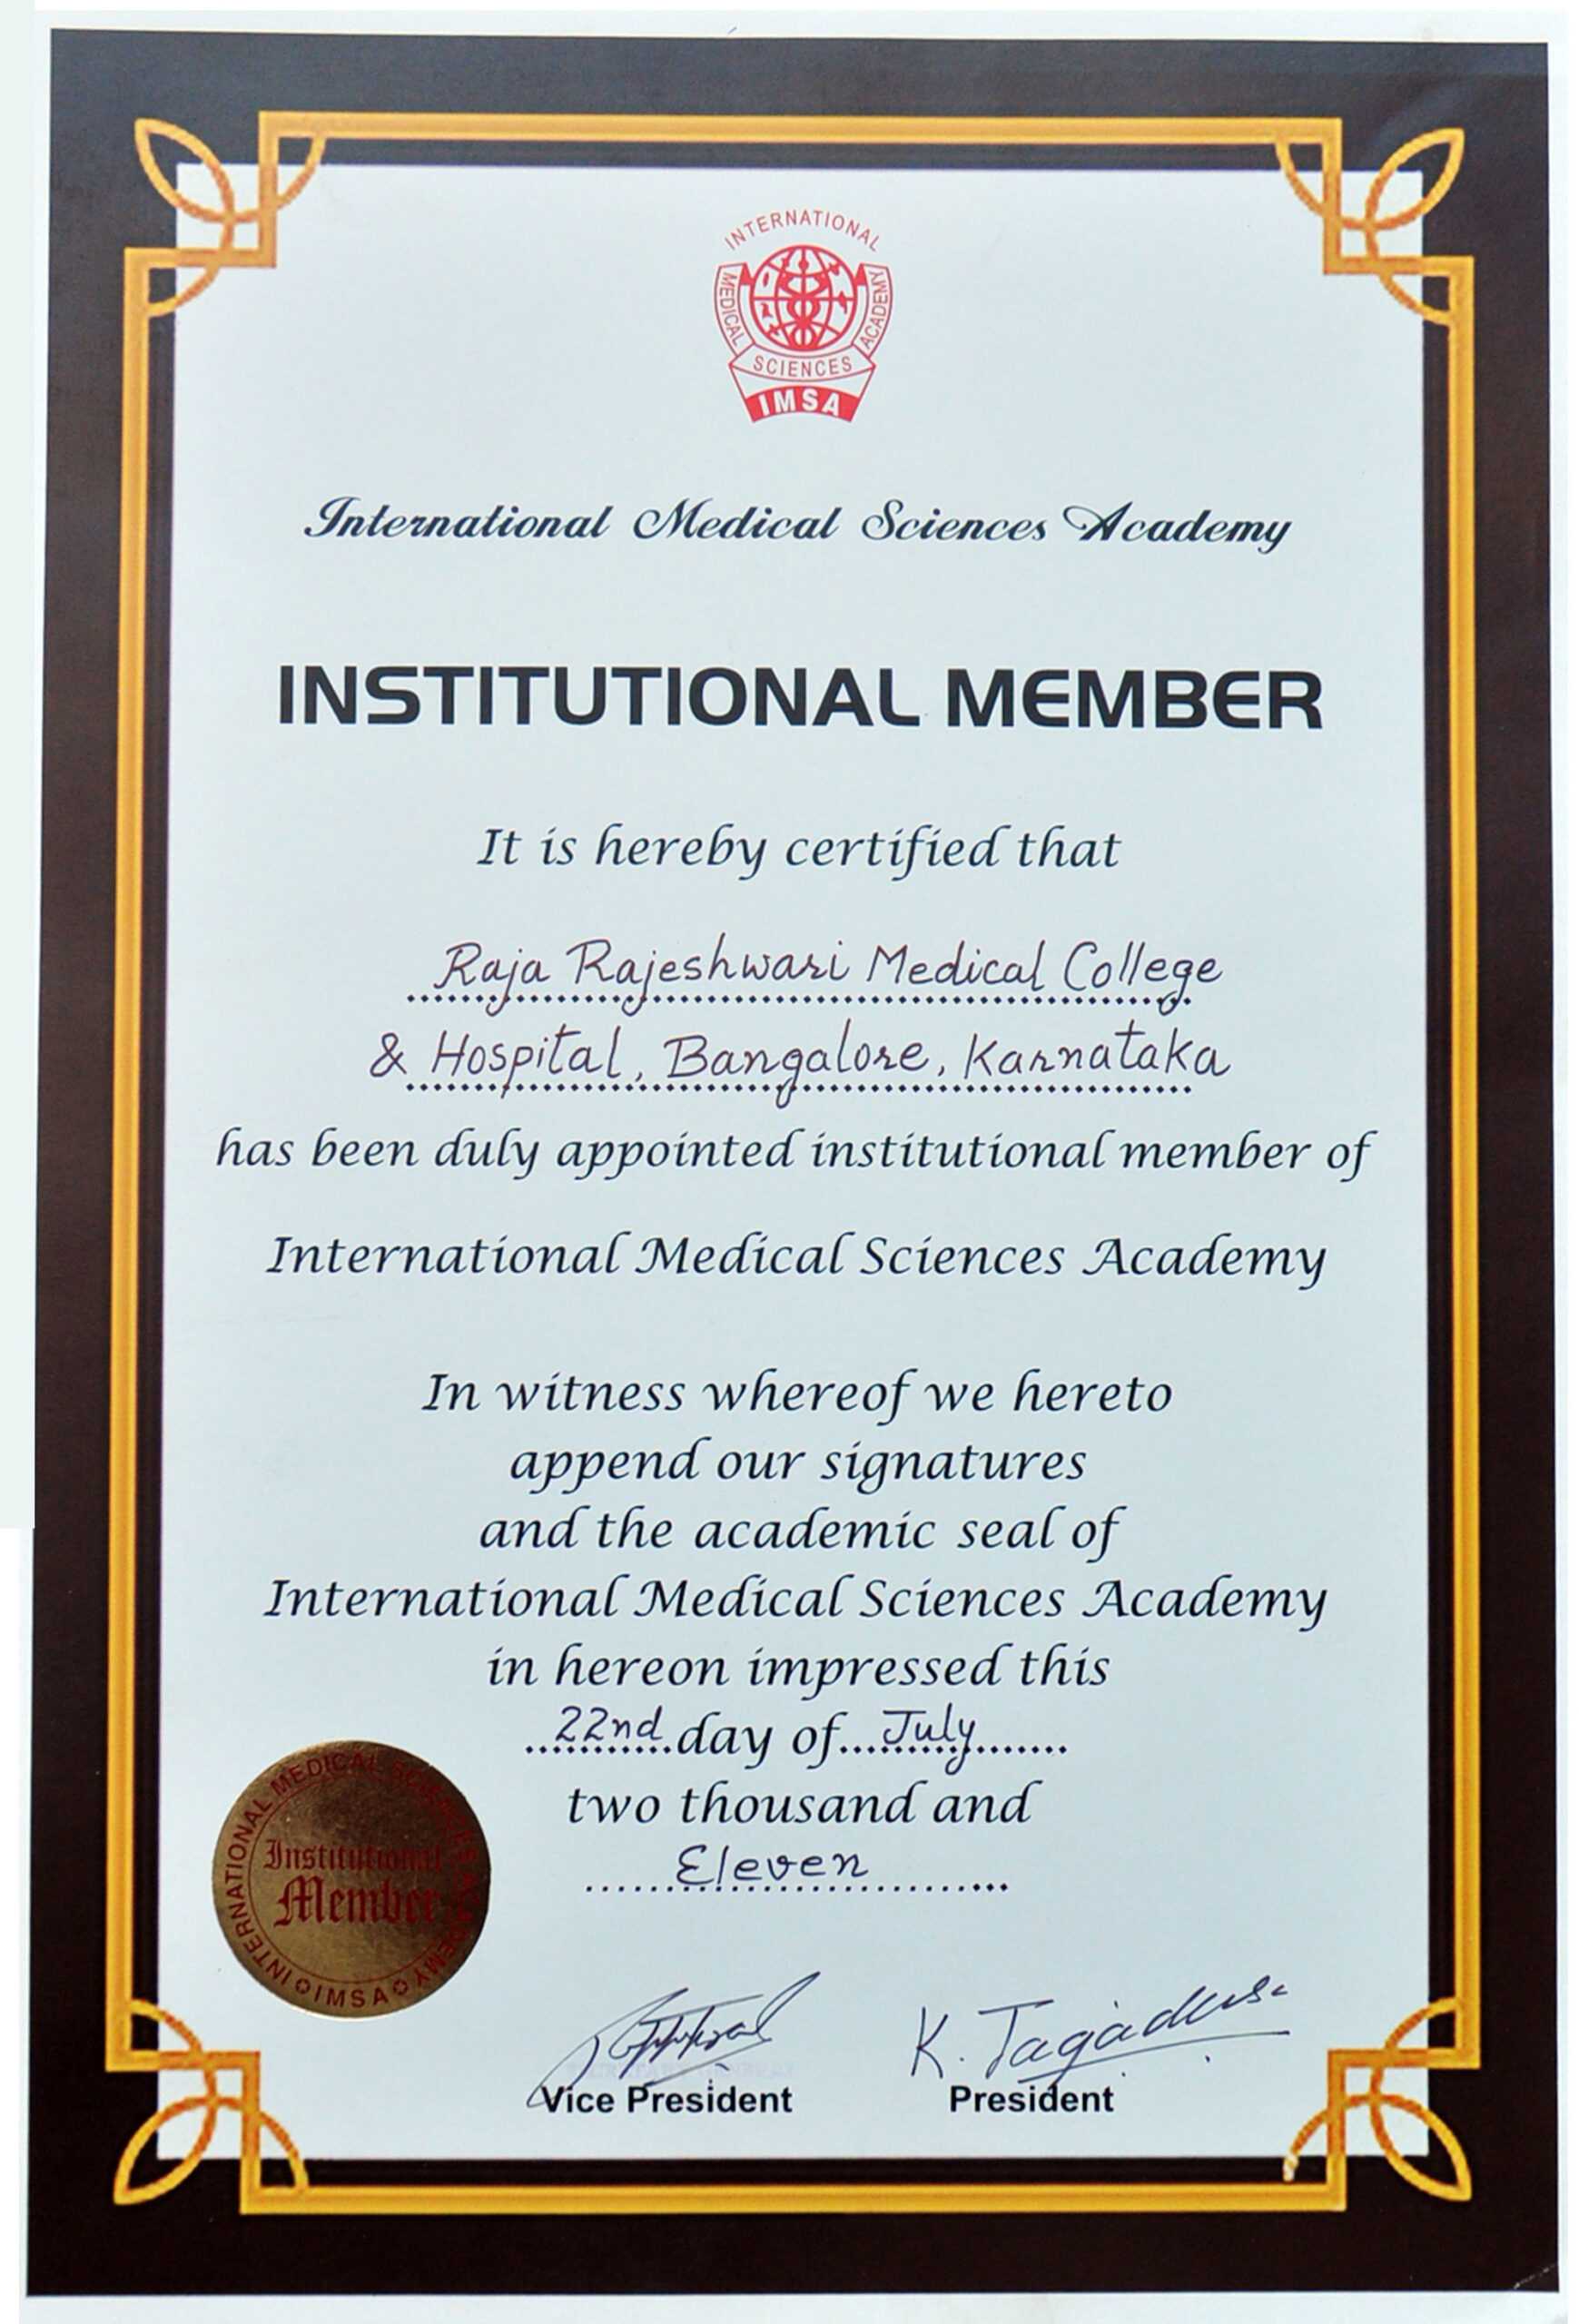 INTERNATIONAL
MEDICAL
SCIENCES
ACADEMY
IMSA
International Medical Sciences Academy
INSTITUTIONAL MEMBER
It is hereby certified that
Raja Rajeshwari Medical College
& Hospital, Bangalore, Karnataka
has been duly appointed institutional member of
International Medical Sciences Academy
In witness whereof we hereto
append our signatures
and the academic seal of
International Medical Sciences Academy
in hereon impressed this
22nd day of July
two thousand and
Eleven
INTERNATIONAL MEDICAL SCIENCES ACADEMY
Institutional
Member
IMSA
K.
Vice President President